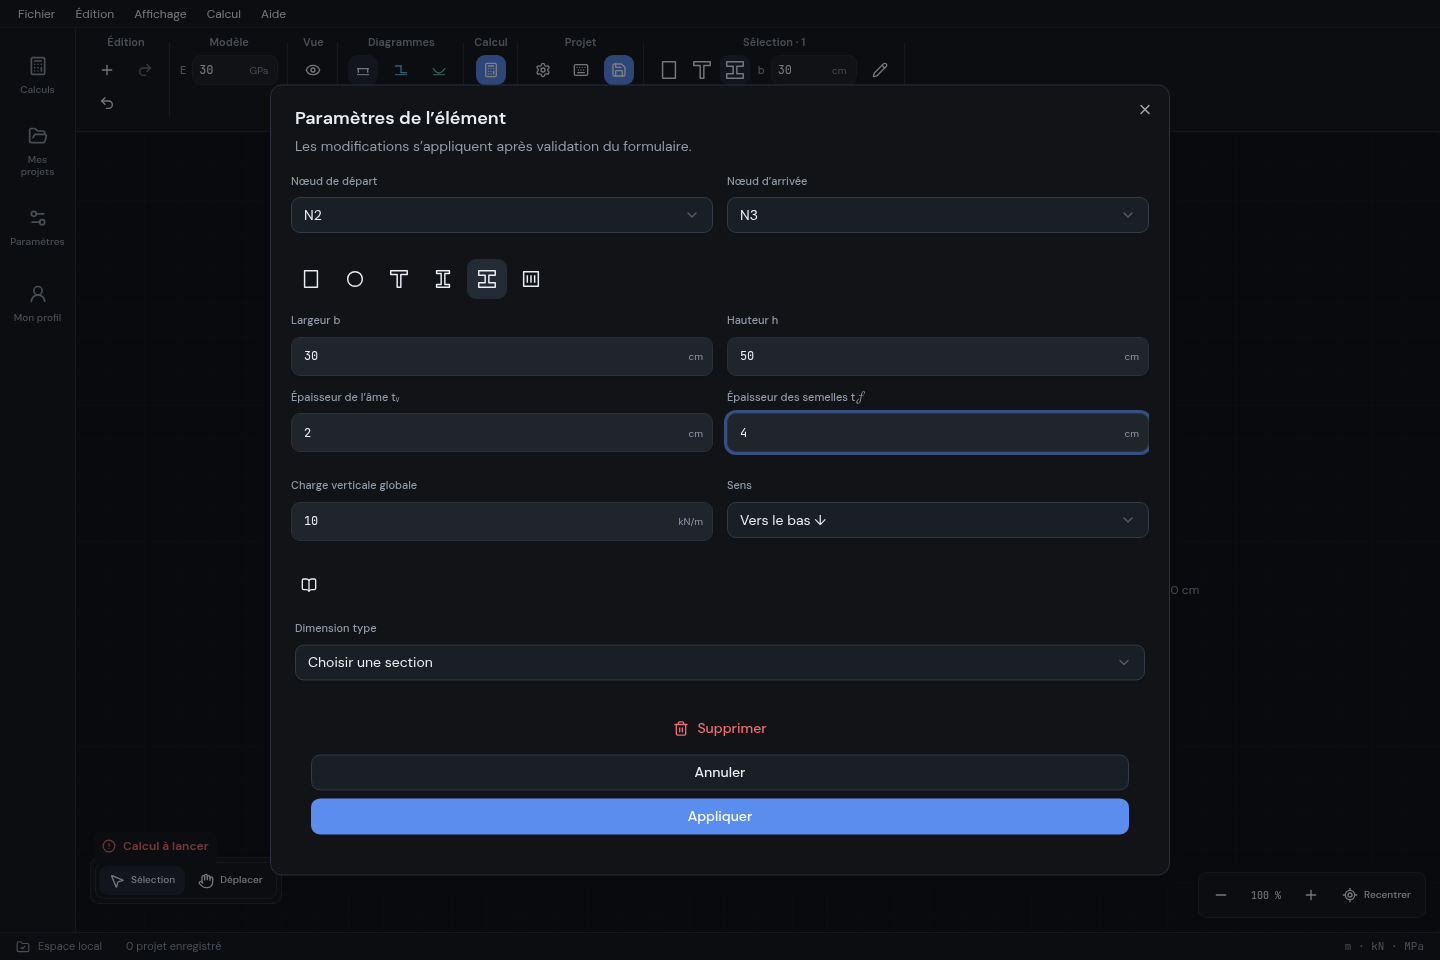 Fichier Édition Affichage Calcul Aide
Édition Modèle Vue Diagrammes Calcul Projet Sélection · 1
E 30 GPa b 30 cm
Calculs
Mes
projets
Paramètres
Mon profil
Paramètres de l’élément
Les modifications s’appliquent après validation du formulaire.
Nœud de départ Nœud d’arrivée
N2 N3
Largeur b Hauteur h
30 cm 50 cm
Épaisseur de l’âme tᵥ Épaisseur des semelles t𝒻
2 cm 4 cm
Charge verticale globale Sens
10 kN/m Vers le bas ↓
0 cm
Dimension type
Choisir une section
Supprimer
Annuler
Appliquer
Calcul à lancer
Sélection Déplacer
100 % Recentrer
Espace local 0 projet enregistré m · kN · MPa